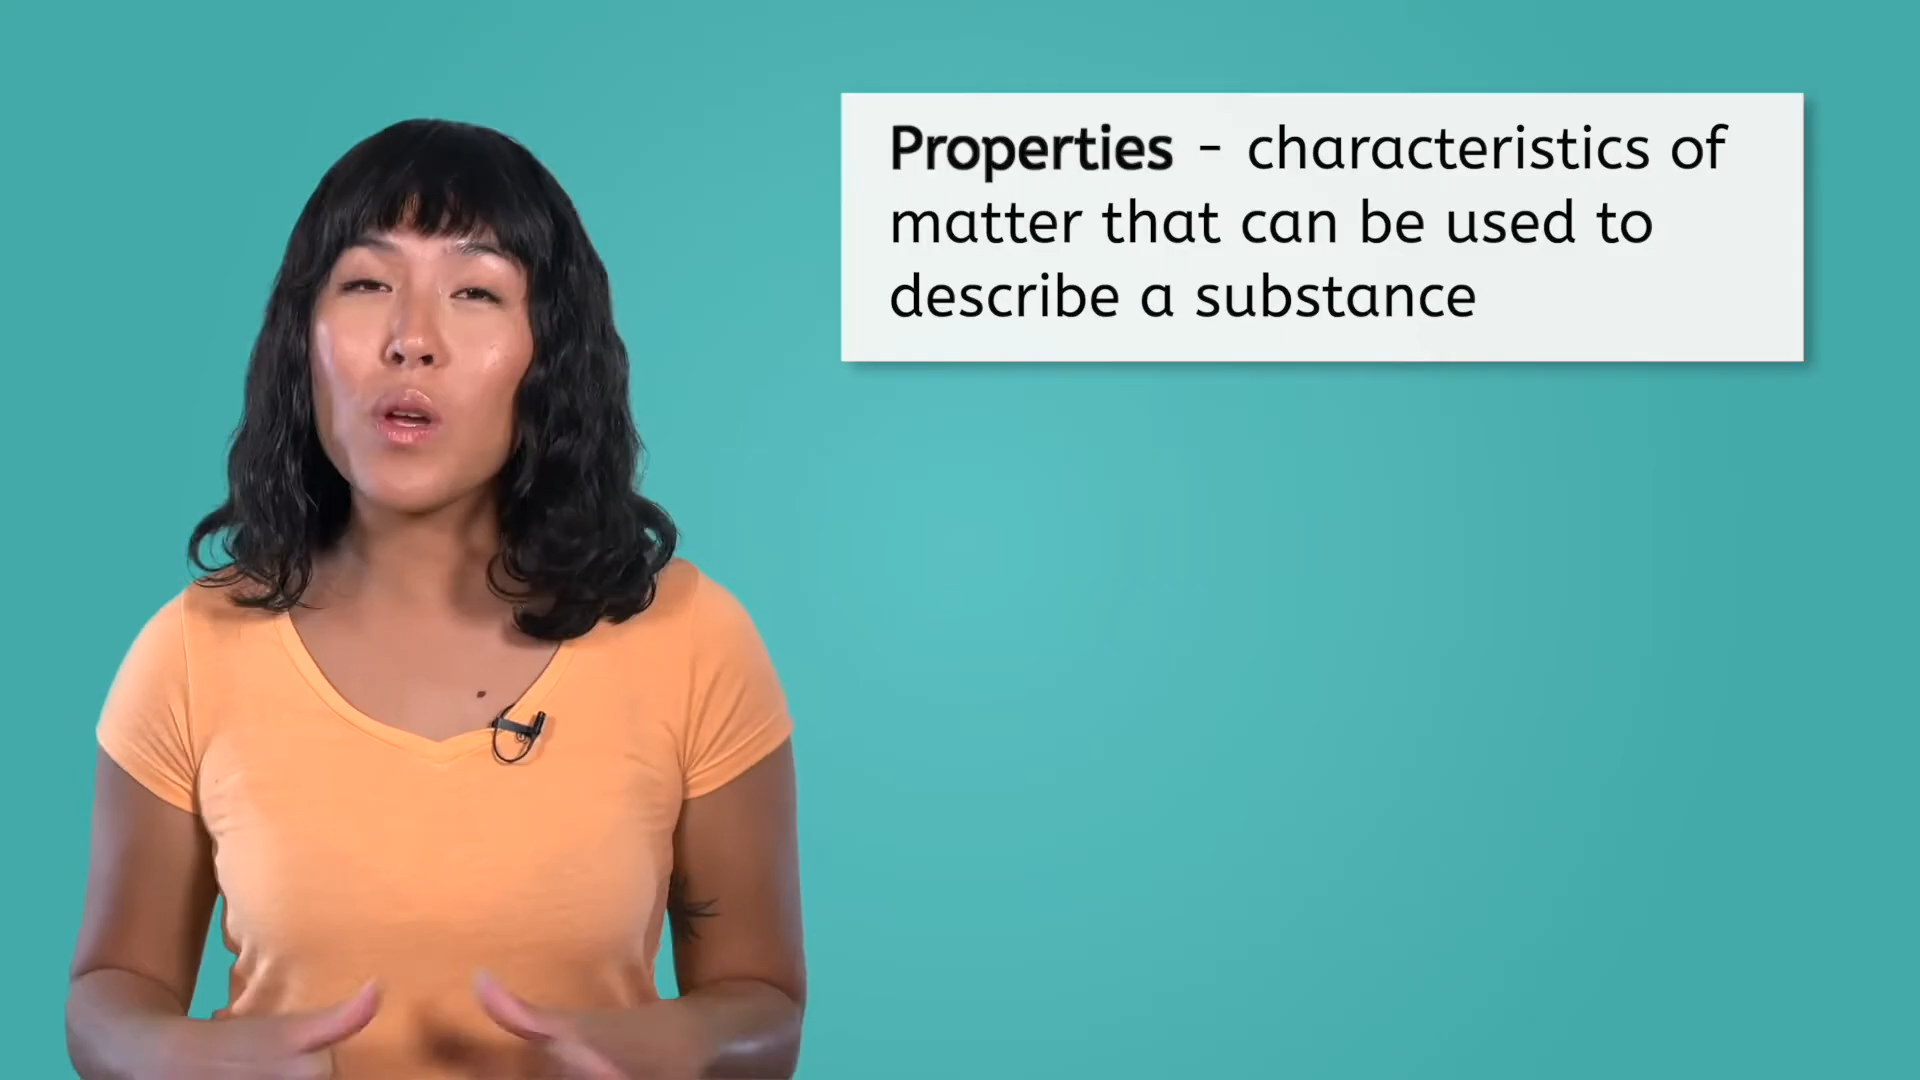 Properties - characteristics of
matter that can be used to
describe a substance